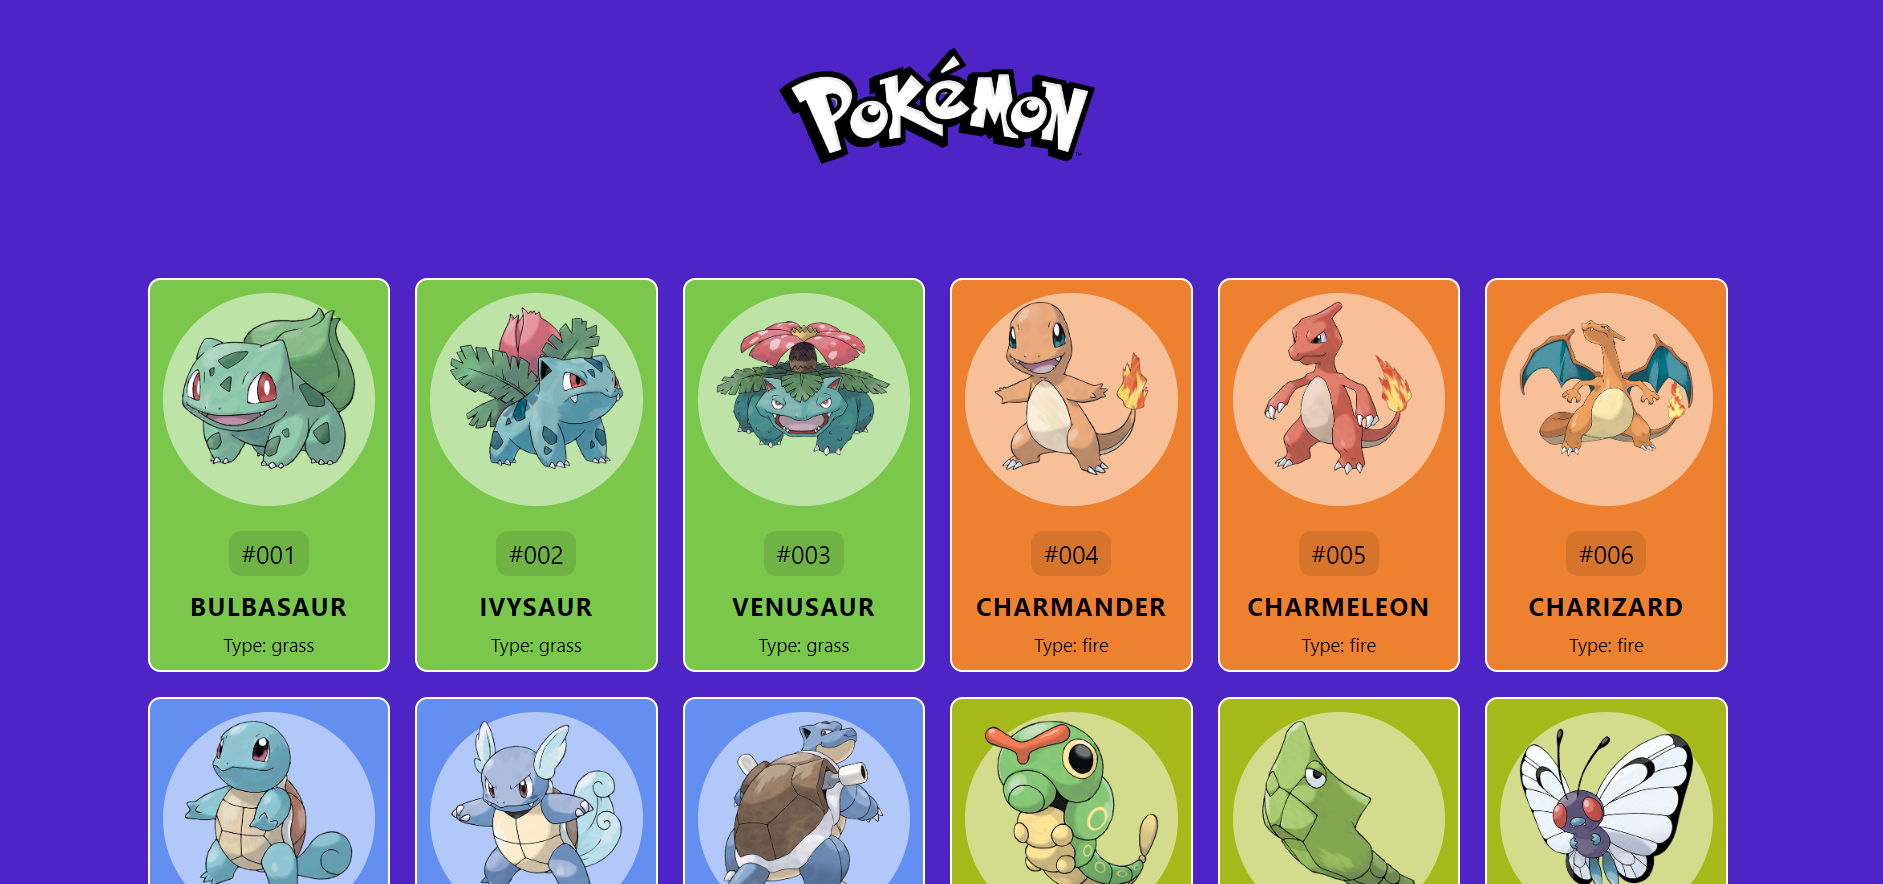 POKéMON
#001
BULBASAUR
Type: grass
#002
IVYSAUR
Type: grass
#003
VENUSAUR
Type: grass
#004
CHARMANDER
Type: fire
#005
CHARMELEON
Type: fire
#006
CHARIZARD
Type: fire